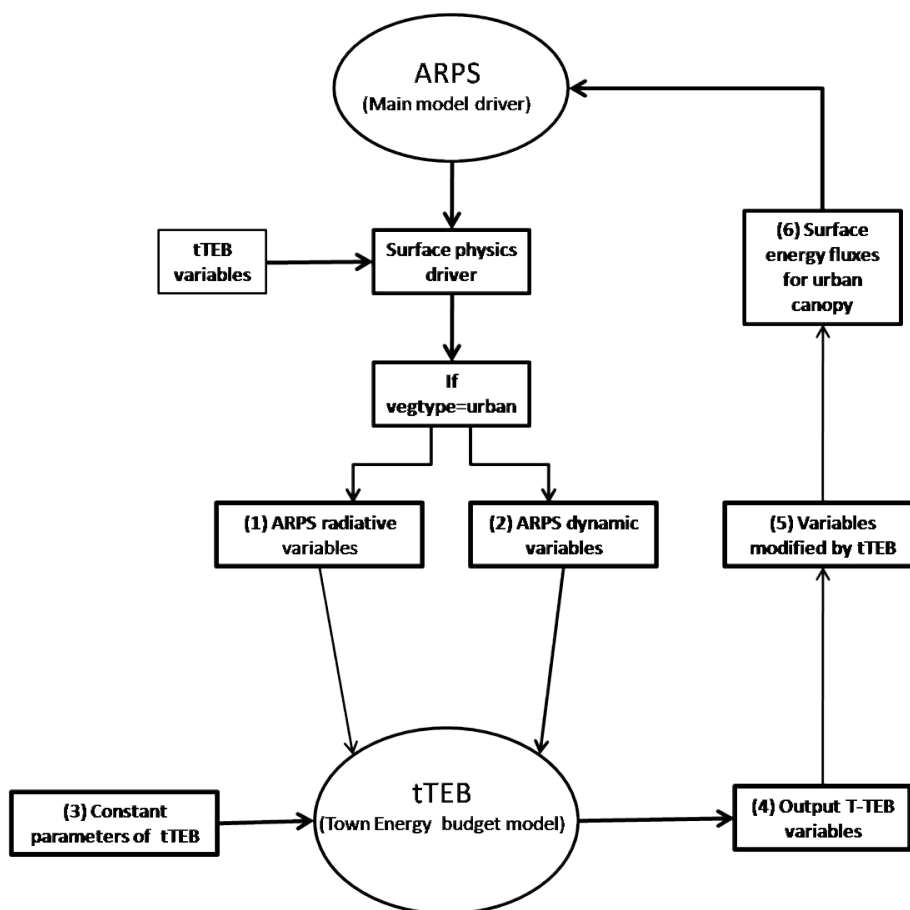 ARPS
(Main model driver)
tTEB
variables
Surface physics
driver
(6) Surface
energy fluxes
for urban
canopy
If
vegtype=urban
(1) ARPS radiative
variables
(2) ARPS dynamic
variables
(5) Variables
modified by tTEB
tTEB
(Town Energy budget model)
(3) Constant
parameters of tTEB
(4) Output T-TEB
variables